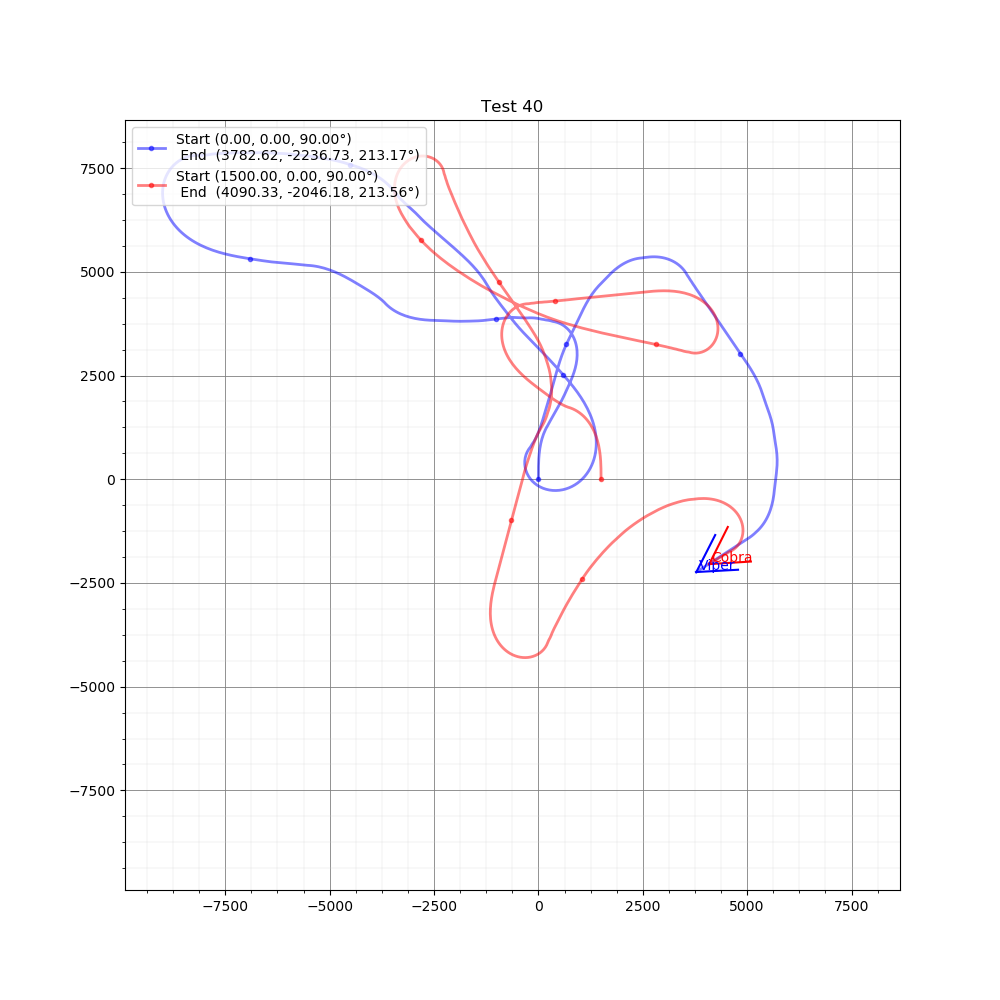 Test 40
Start (0.00, 0.00, 90.00°)
End (3782.62, -2236.73, 213.17°)
Start (1500.00, 0.00, 90.00°)
End (4090.33, -2046.18, 213.56°)
7500
5000
2500
0
−2500
−5000
−7500
Cobra
Viper
−7500 −5000 −2500 0 2500 5000 7500